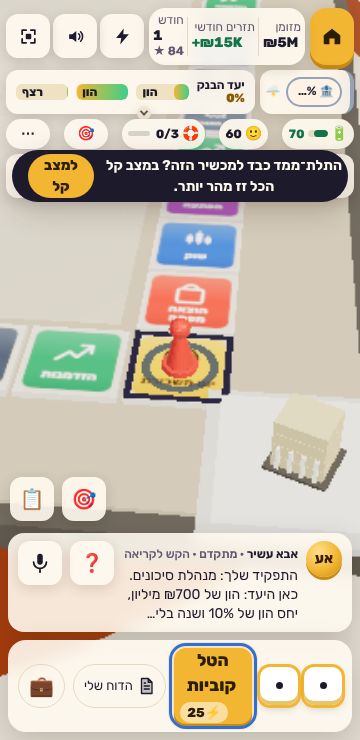 מזומן
₪5M
תזרים חודשי
+₪15K
חודש
1
★ 84
🏦 %...
יעד הבנק
0%
הון
הון
רצף
70
60
0/3
...
התלת־ממד כבד למכשיר הזה? במצב קל
הכל זז מהר יותר.
למצב
קל
שוק
הוצאה
הזדמנות
אע
אבא עשיר • מתקדם • הקש לקריאה
התפקיד שלך: מנהלת סיכונים.
כאן היעד: הון של ₪700 מיליון,
יחס הון של 10% ושנה בלי...
?
הטל
קוביות
25⚡
הדוח שלי